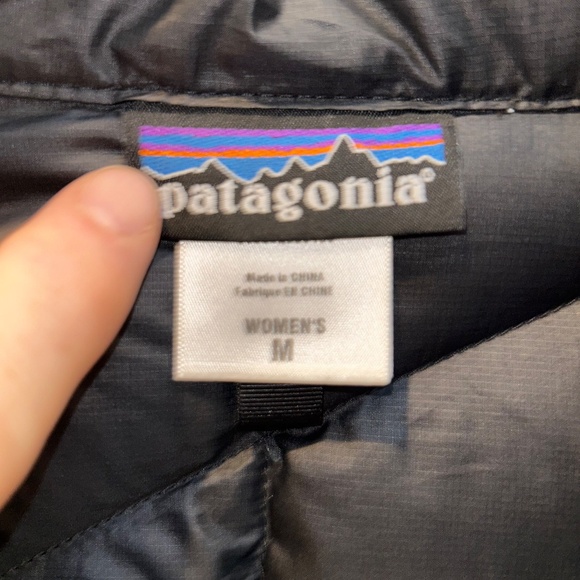 patagonia®
Made in CHINA
Fabriqué EN CHINE
WOMEN'S
M